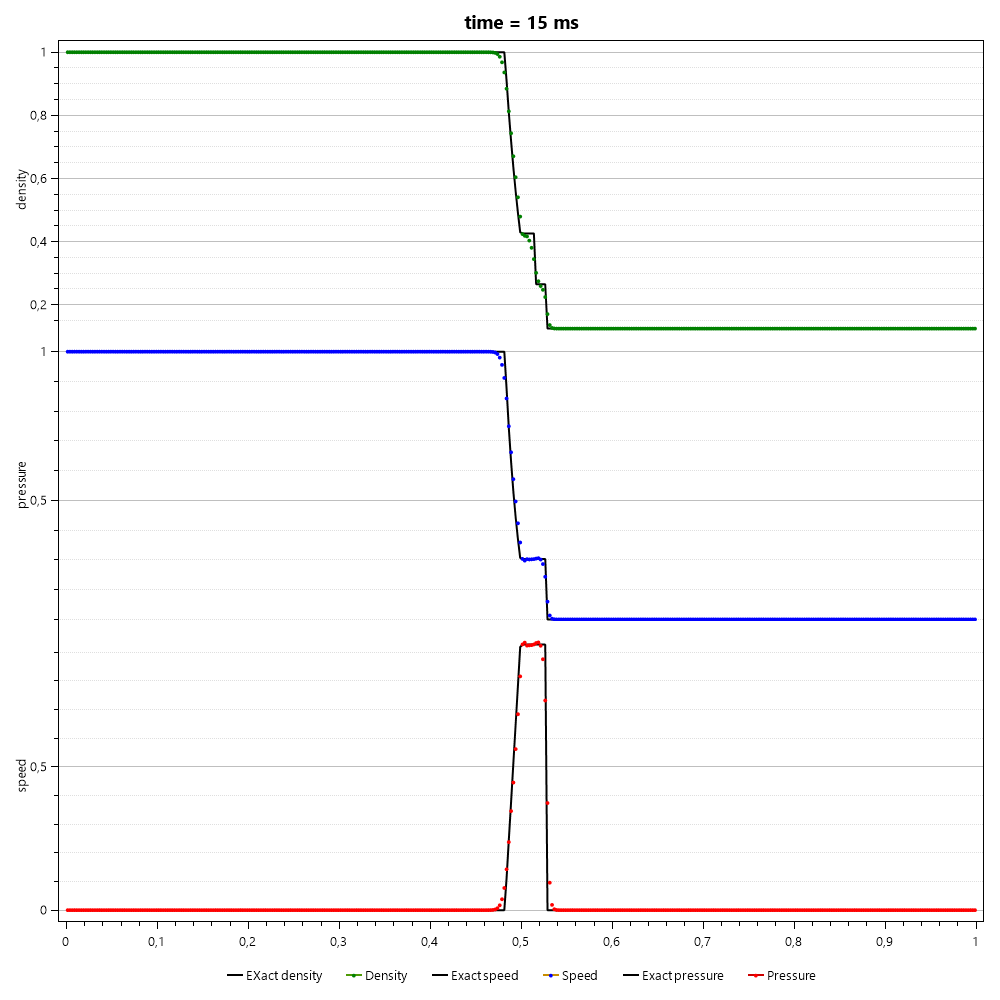 time = 15 ms
density
1
0,8
0,6
0,4
0,2
pressure
1
0,5
speed
0,5
0
0 0,1 0,2 0,3 0,4 0,5 0,6 0,7 0,8 0,9 1
EXact density Density Exact speed Speed Exact pressure Pressure